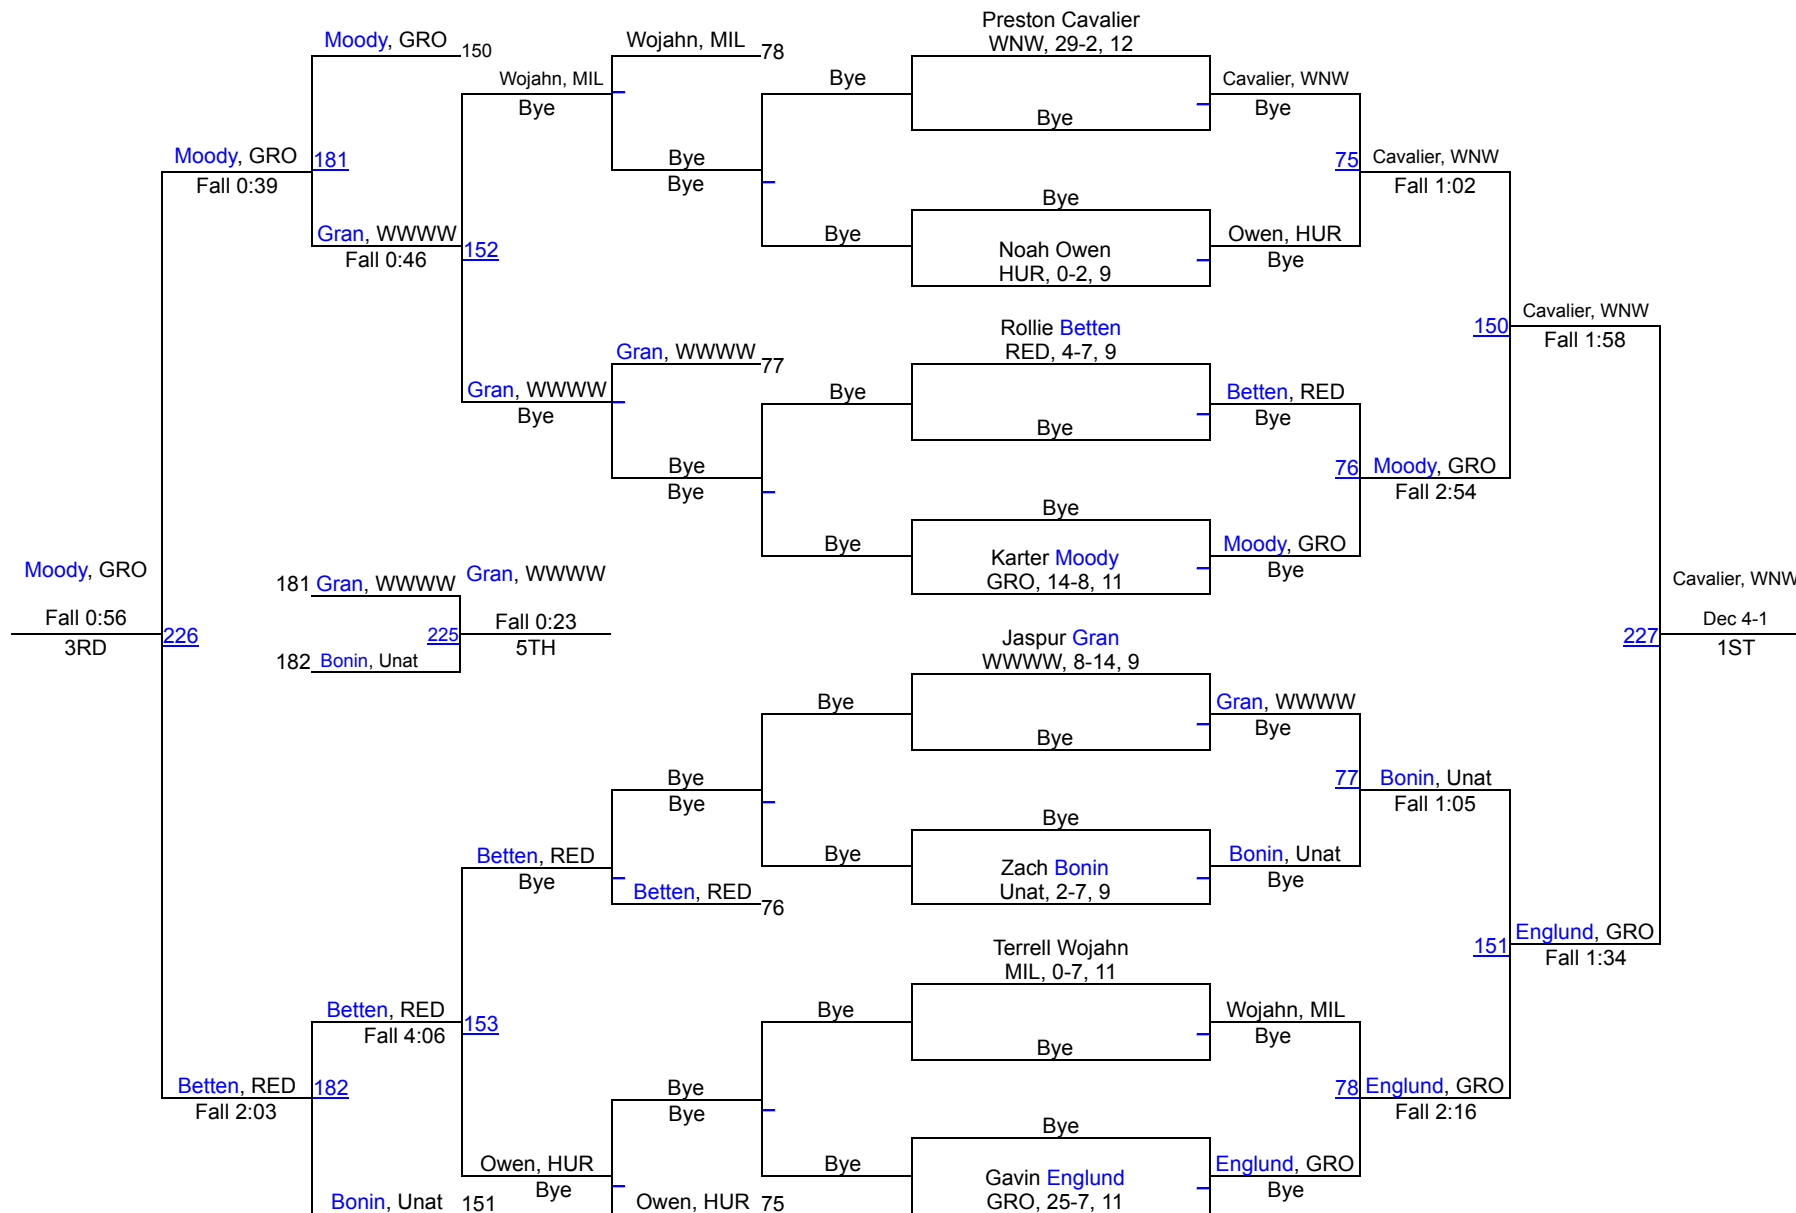 Preston Cavalier
WNW, 29-2, 12
Moody, GRO
150
Wojahn, MIL
78
Wojahn, MIL
Bye
Bye
Cavalier, WNW
Bye
Bye
Bye
Bye
Moody, GRO
181
Fall 0:39
75
Cavalier, WNW
Fall 1:02
Bye
Gran, WWWW
152
Fall 0:46
Bye
Noah Owen
HUR, 0-2, 9
Owen, HUR
Bye
Rollie Betten
RED, 4-7, 9
150
Cavalier, WNW
Fall 1:58
Gran, WWWW
77
Gran, WWWW
Bye
Bye
Betten, RED
Bye
Bye
Bye
Bye
76
Moody, GRO
Fall 2:54
Bye
Bye
Karter Moody
GRO, 14-8, 11
Moody, GRO
Bye
Moody, GRO
Fall 0:56
3RD
226
181
Gran, WWWW
Gran, WWWW
225
Fall 0:23
5TH
182
Bonin, Unat
Cavalier, WNW
227
Dec 4-1
1ST
Jaspur Gran
WWWW, 8-14, 9
Bye
Gran, WWWW
Bye
Bye
Bye
Bye
77
Bonin, Unat
Fall 1:05
Bye
Betten, RED
Bye
Bye
Zach Bonin
Unat, 2-7, 9
Bonin, Unat
Bye
Betten, RED
76
151
Englund, GRO
Fall 1:34
Terrell Wojahn
MIL, 0-7, 11
Betten, RED
153
Fall 4:06
Bye
Wojahn, MIL
Bye
Bye
Betten, RED
182
Fall 2:03
Bye
Bye
78
Englund, GRO
Fall 2:16
Bye
Owen, HUR
Bye
Bye
Gavin Englund
GRO, 25-7, 11
Englund, GRO
Bye
Bonin, Unat
151
Owen, HUR
75